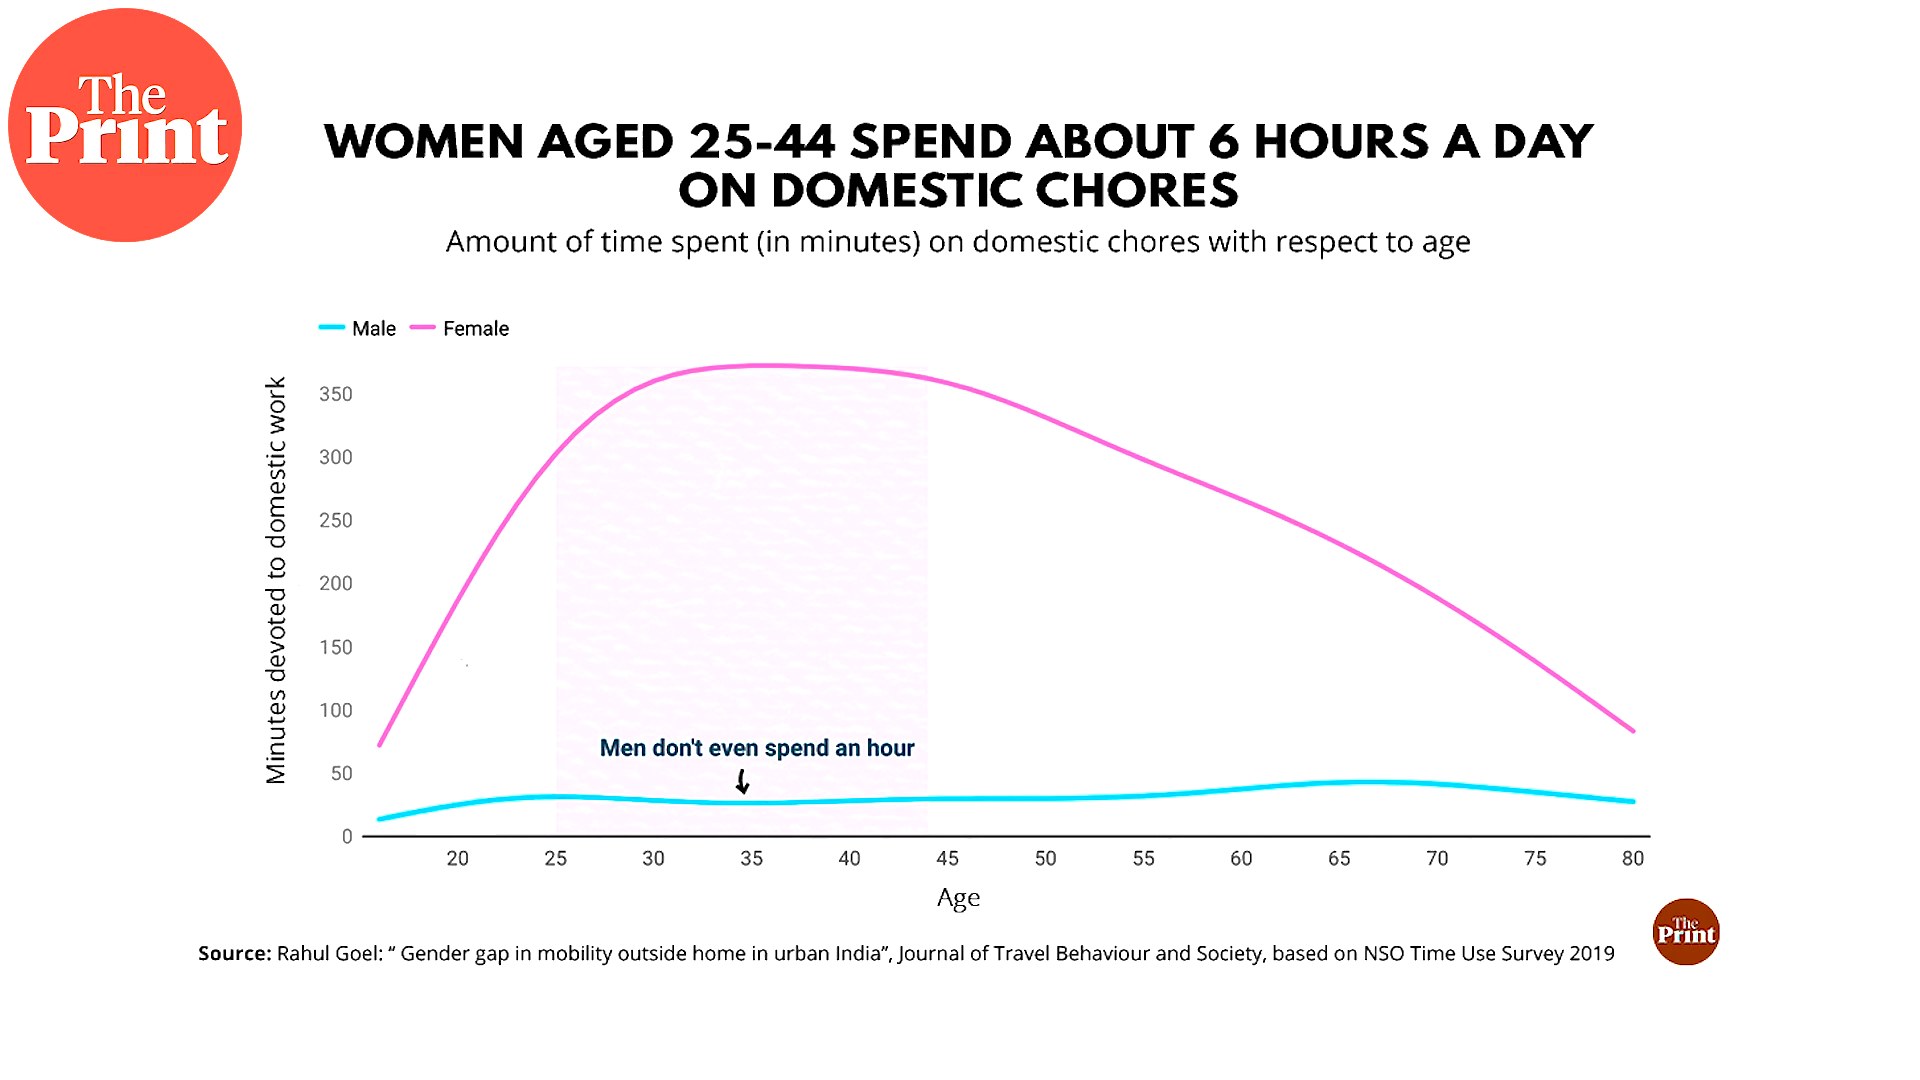 The
Print
WOMEN AGED 25-44 SPEND ABOUT 6 HOURS A DAY
ON DOMESTIC CHORES
Amount of time spent (in minutes) on domestic chores with respect to age
Male Female
Minutes devoted to domestic work
350
300
250
200
150
100
50
0
Men don't even spend an hour
20 25 30 35 40 45 50 55 60 65 70 75 80
Age
Source: Rahul Goel: “ Gender gap in mobility outside home in urban India”, Journal of Travel Behaviour and Society, based on NSO Time Use Survey 2019
The
Print